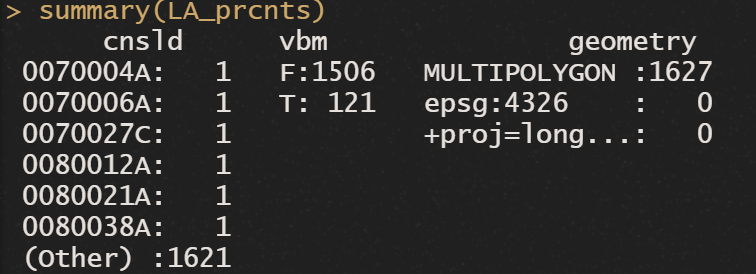 > summary(LA_prcnts)
cnsld vbm geometry
0070004A: 1 F:1506 MULTIPOLYGON :1627
0070006A: 1 T: 121 epsg:4326 : 0
0070027C: 1 +proj=long...: 0
0080012A: 1
0080021A: 1
0080038A: 1
(Other) :1621